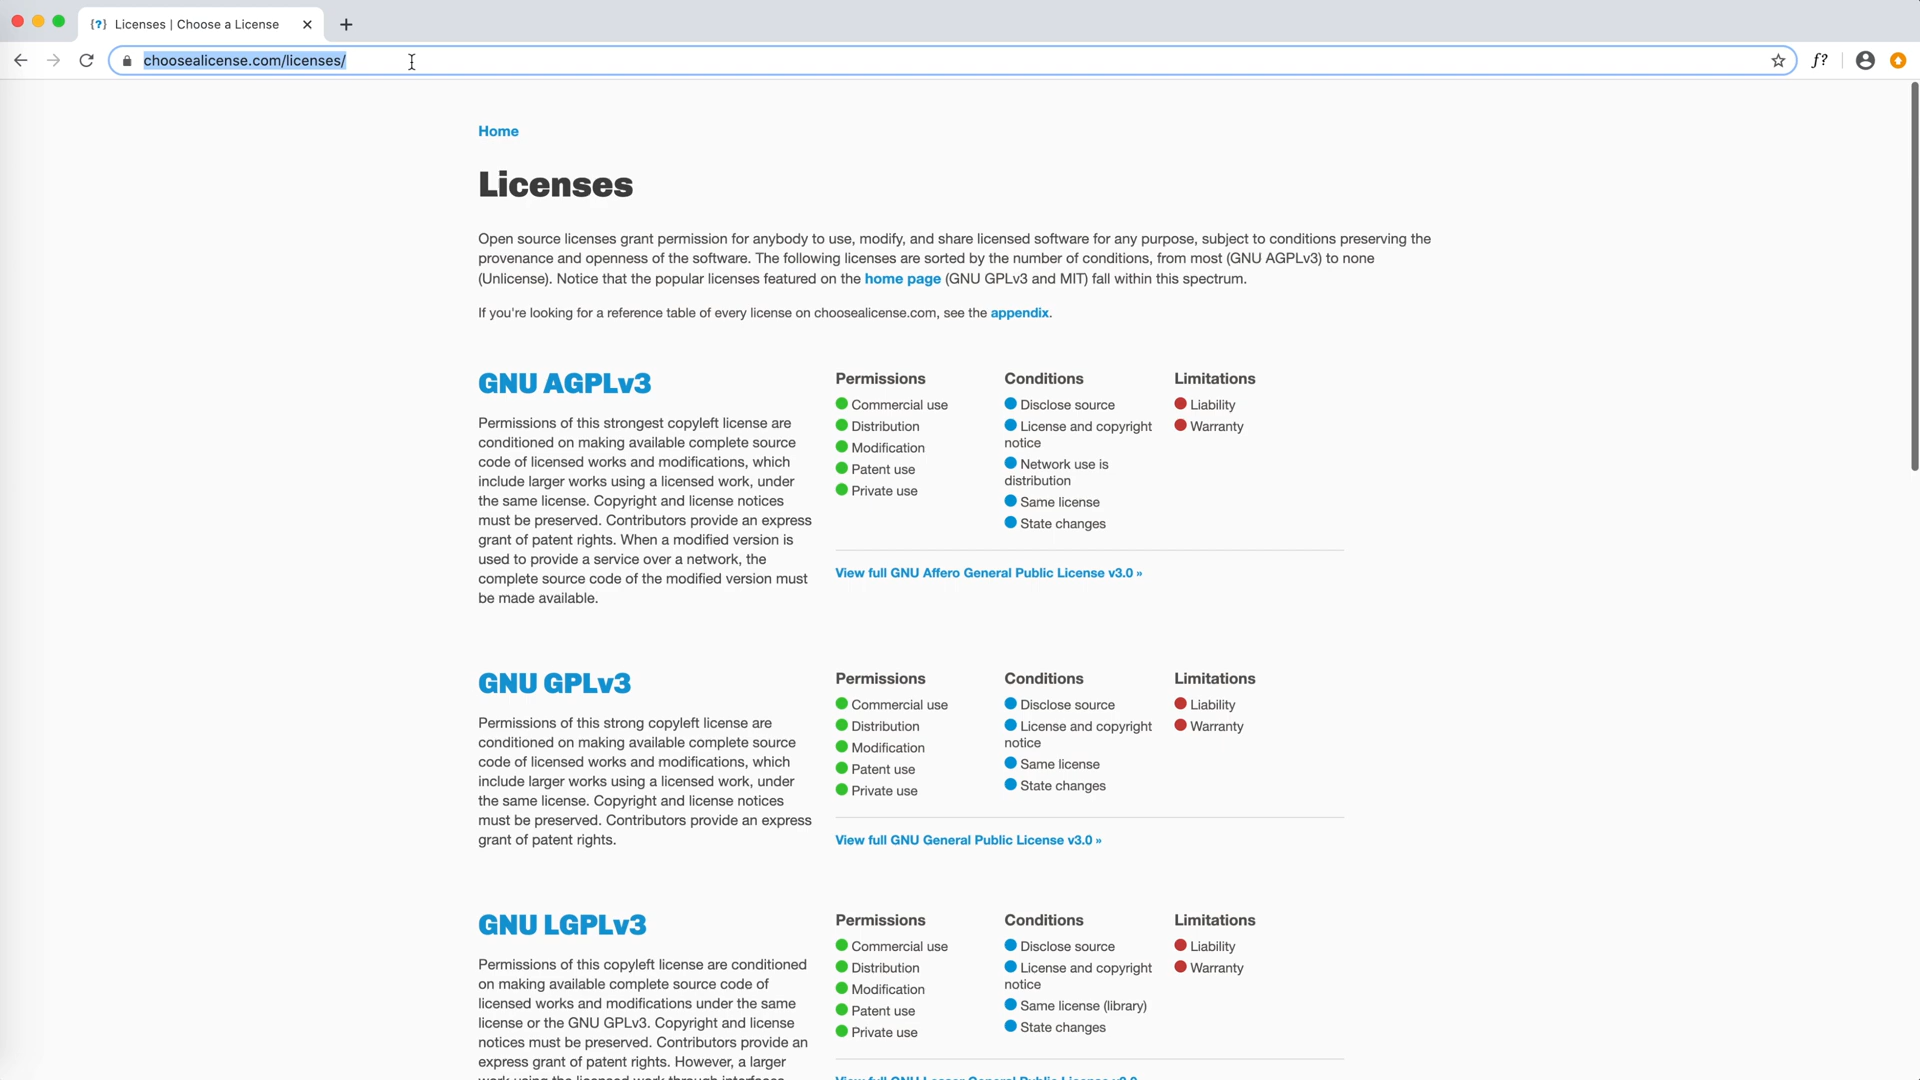 Licenses | Choose a License
choosealicense.com/licenses/
f?
Home
Licenses
Open source licenses grant permission for anybody to use, modify, and share licensed software for any purpose, subject to conditions preserving the
provenance and openness of the software. The following licenses are sorted by the number of conditions, from most (GNU AGPLv3) to none
(Unlicense). Notice that the popular licenses featured on the home page (GNU GPLv3 and MIT) fall within this spectrum.
If you're looking for a reference table of every license on choosealicense.com, see the appendix.
GNU AGPLv3
Permissions of this strongest copyleft license are
conditioned on making available complete source
code of licensed works and modifications, which
include larger works using a licensed work, under
the same license. Copyright and license notices
must be preserved. Contributors provide an express
grant of patent rights. When a modified version is
used to provide a service over a network, the
complete source code of the modified version must
be made available.
Permissions
Commercial use
Distribution
Modification
Patent use
Private use
Conditions
Disclose source
License and copyright
notice
Network use is
distribution
Same license
State changes
Limitations
Liability
Warranty
View full GNU Affero General Public License v3.0 »
GNU GPLv3
Permissions of this strong copyleft license are
conditioned on making available complete source
code of licensed works and modifications, which
include larger works using a licensed work, under
the same license. Copyright and license notices
must be preserved. Contributors provide an express
grant of patent rights.
Permissions
Commercial use
Distribution
Modification
Patent use
Private use
Conditions
Disclose source
License and copyright
notice
Same license
State changes
Limitations
Liability
Warranty
View full GNU General Public License v3.0 »
GNU LGPLv3
Permissions of this copyleft license are conditioned
on making available complete source code of
licensed works and modifications under the same
license or the GNU GPLv3. Copyright and license
notices must be preserved. Contributors provide an
express grant of patent rights. However, a larger
work using the licensed work through interfaces
Permissions
Commercial use
Distribution
Modification
Patent use
Private use
Conditions
Disclose source
License and copyright
notice
Same license (library)
State changes
Limitations
Liability
Warranty
View full GNU Lesser General Public License v3.0